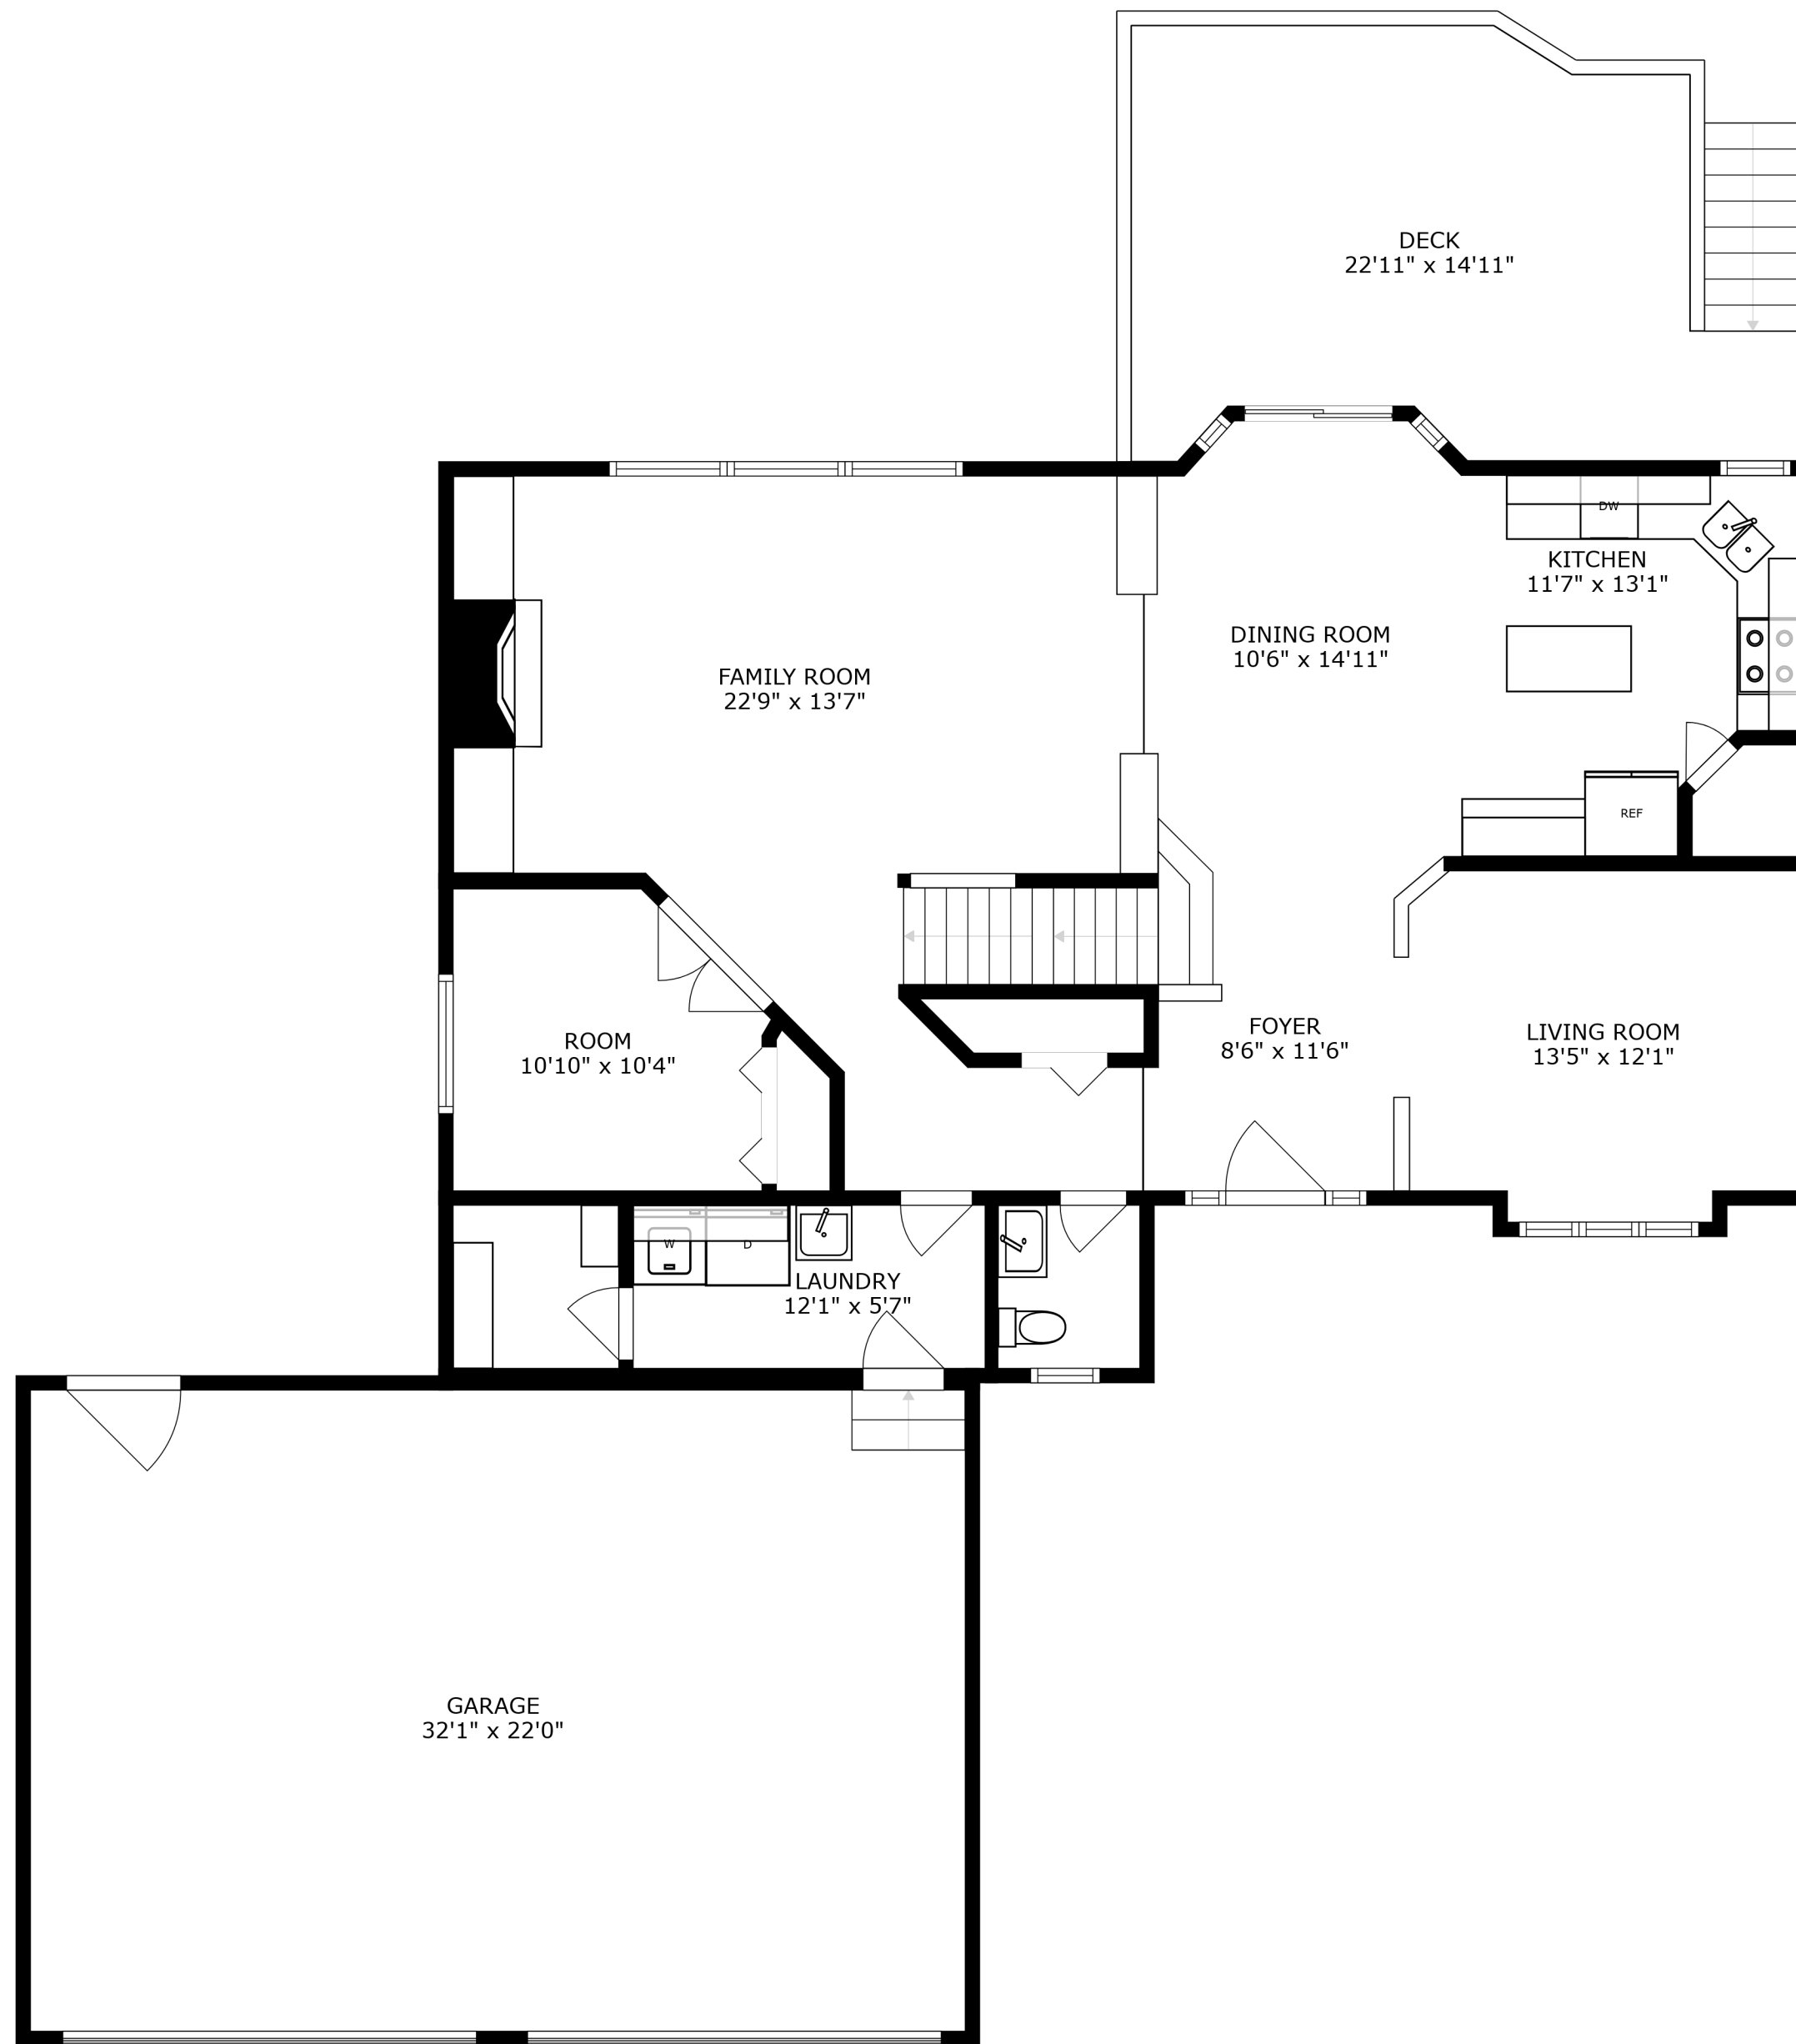 DECK
22'11" x 14'11"
DW
KITCHEN
11'7" x 13'1"
DINING ROOM
10'6" x 14'11"
FAMILY ROOM
22'9" x 13'7"
REF
FOYER
8'6" x 11'6"
LIVING ROOM
13'5" x 12'1"
ROOM
10'10" x 10'4"
W
D
LAUNDRY
12'1" x 5'7"
GARAGE
32'1" x 22'0"